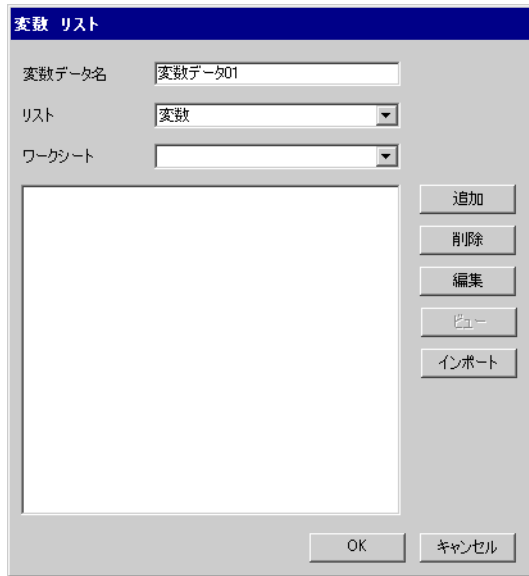 変数 リスト
変数データ名 変数データ01
リスト 変数
ワークシート
追加
削除
編集
ビュー
インポート
OK キャンセル